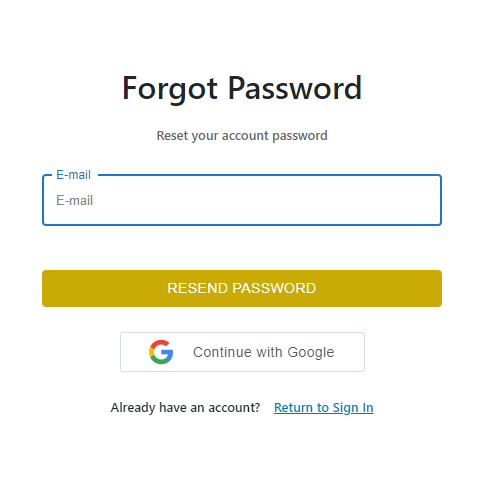 Forgot Password
Reset your account password
E-mail
E-mail
RESEND PASSWORD
Continue with Google
Already have an account? Return to Sign In